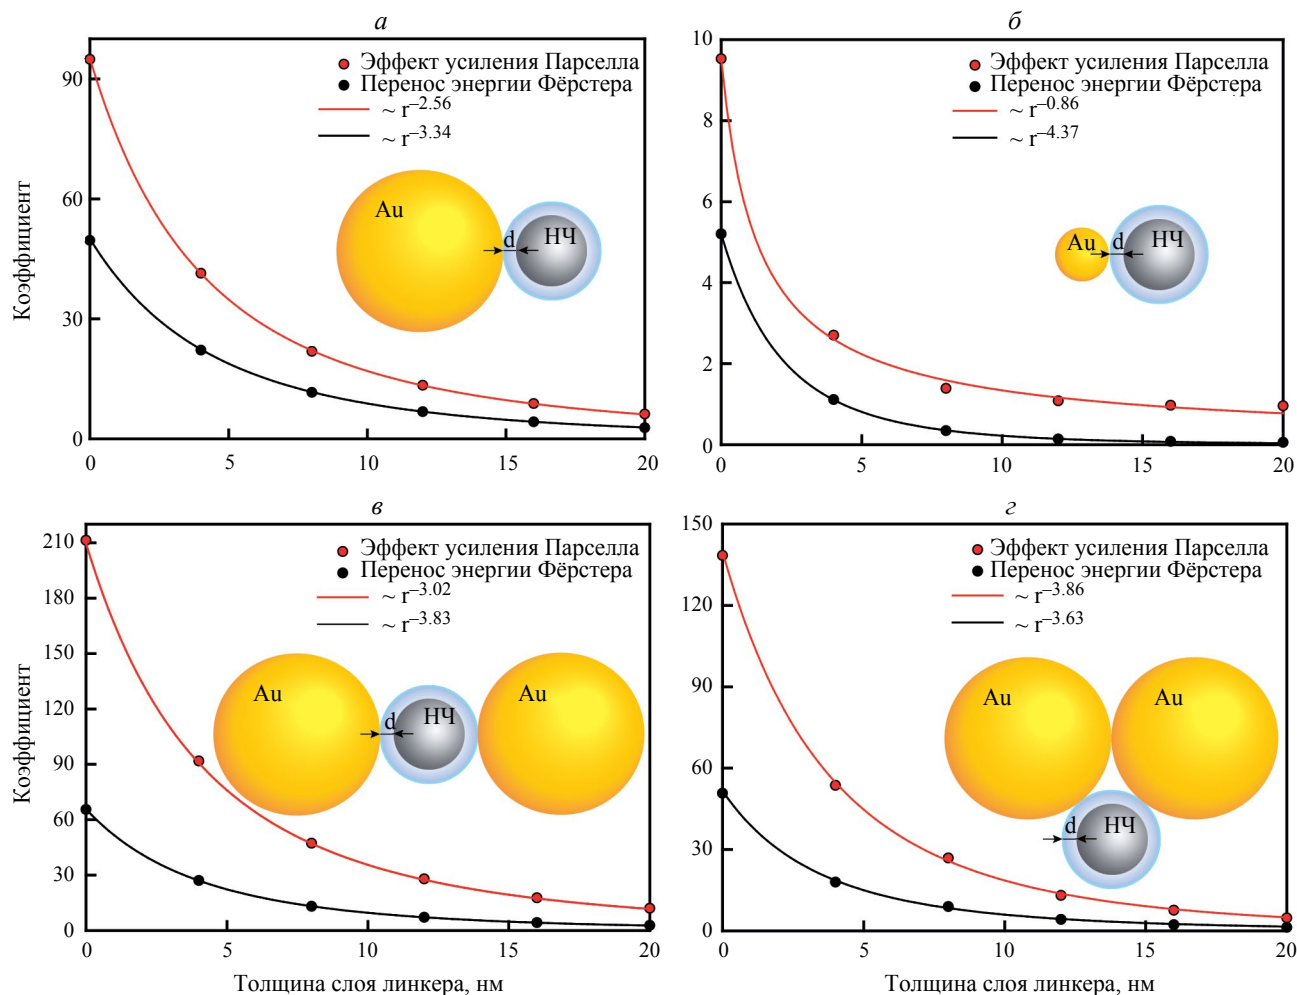 а
Эффект усиления Парселла
Перенос энергии Фёрстера
~ r–2.56
~ r–3.34
Коэффициент
90
60
30
0
Au
d
НЧ
0 5 10 15 20
б
Эффект усиления Парселла
Перенос энергии Фёрстера
~ r–0.86
~ r–4.37
10
8
6
4
2
0
Au
d
НЧ
0 5 10 15 20
в
Эффект усиления Парселла
Перенос энергии Фёрстера
~ r–3.02
~ r–3.83
Коэффициент
210
180
150
120
90
60
30
0
Au
d
НЧ
Au
0 5 10 15 20
Толщина слоя линкера, нм
г
Эффект усиления Парселла
Перенос энергии Фёрстера
~ r–3.86
~ r–3.63
150
120
90
60
30
0
Au
Au
d
НЧ
0 5 10 15 20
Толщина слоя линкера, нм